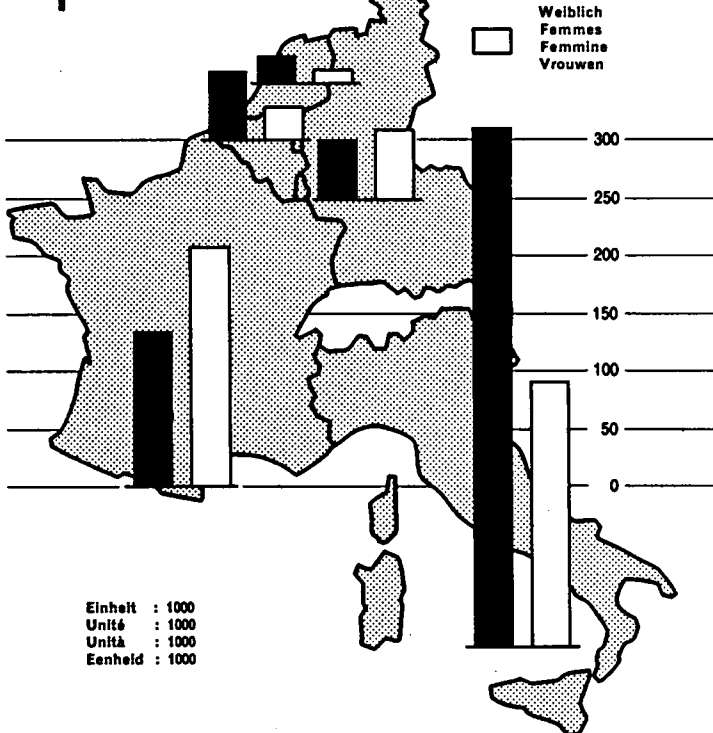 Weiblich
Femmes
Femmine
Vrouwen
300
250
200
150
100
50
0
Einheit : 1000
Unité : 1000
Unità : 1000
Eenheid : 1000